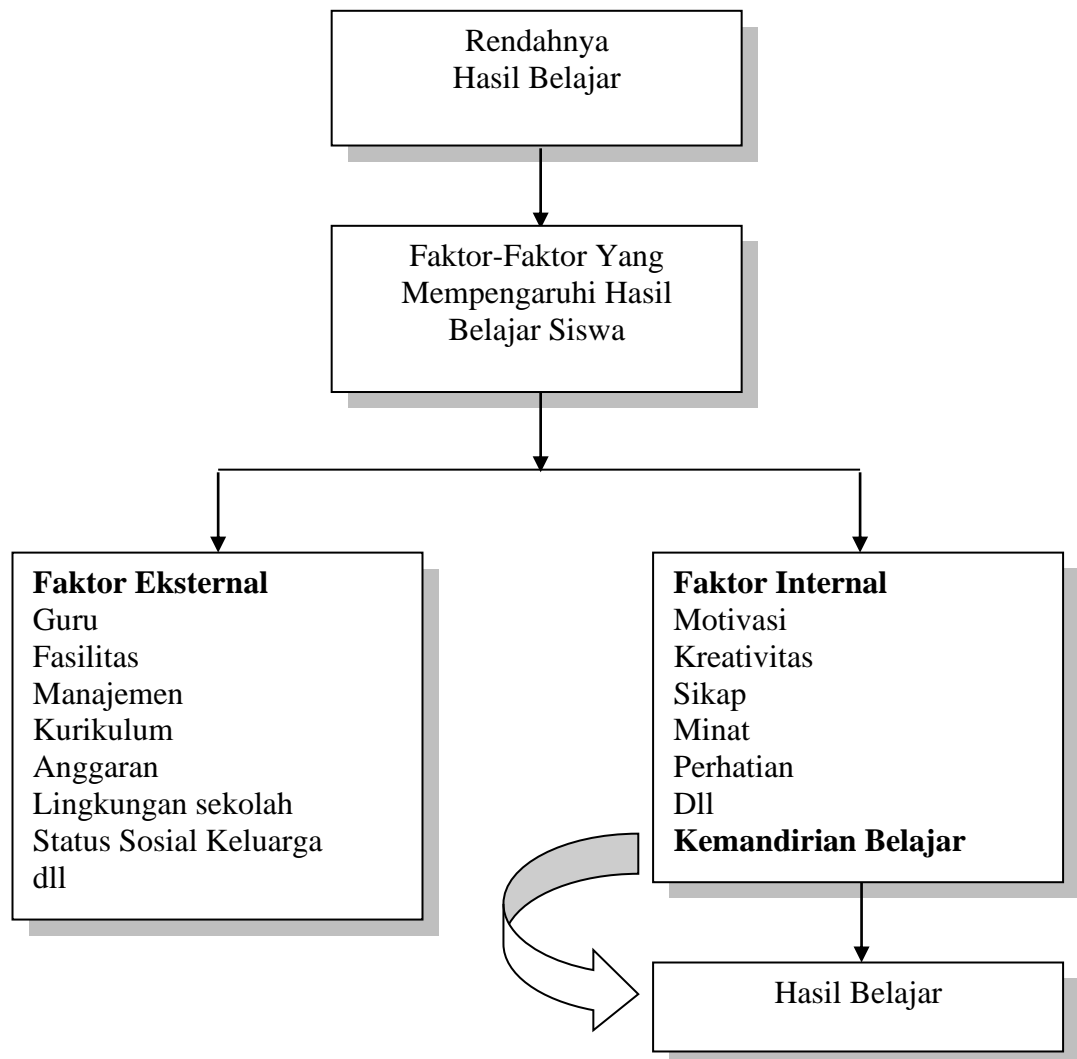 Rendahnya
Hasil Belajar
Faktor-Faktor Yang
Mempengaruhi Hasil
Belajar Siswa
Faktor Eksternal
Guru
Fasilitas
Manajemen
Kurikulum
Anggaran
Lingkungan sekolah
Status Sosial Keluarga
dll
Faktor Internal
Motivasi
Kreativitas
Sikap
Minat
Perhatian
Dll
Kemandirian Belajar
Hasil Belajar